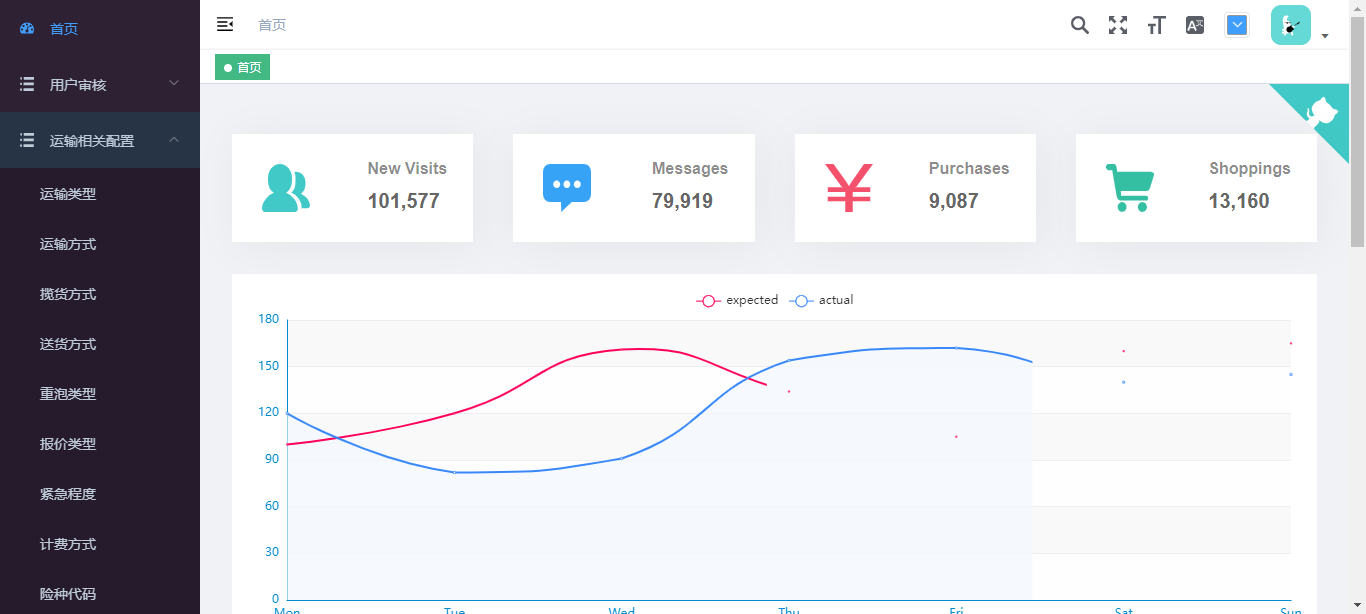 首页
用户审核
运输相关配置
运输类型
运输方式
揽货方式
送货方式
重泡类型
报价类型
紧急程度
计费方式
险种代码
首页
首页
New Visits
101,577
Messages
79,919
Purchases
9,087
Shoppings
13,160
expected actual
180
150
120
90
60
30
0
Mon Tue Wed Thu Fri Sat Sun